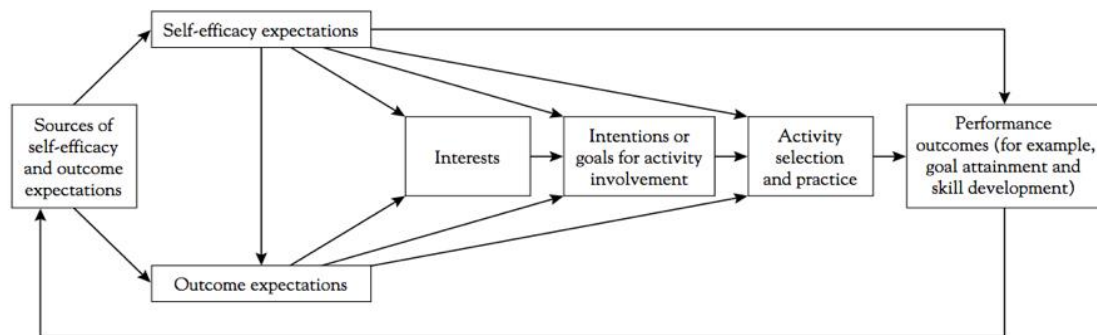 Self-efficacy expectations
Sources of
self-efficacy
and outcome
expectations
Interests
Intentions or
goals for activity
involvement
Activity
selection
and practice
Performance
outcomes (for example,
goal attainment and
skill development)
Outcome expectations